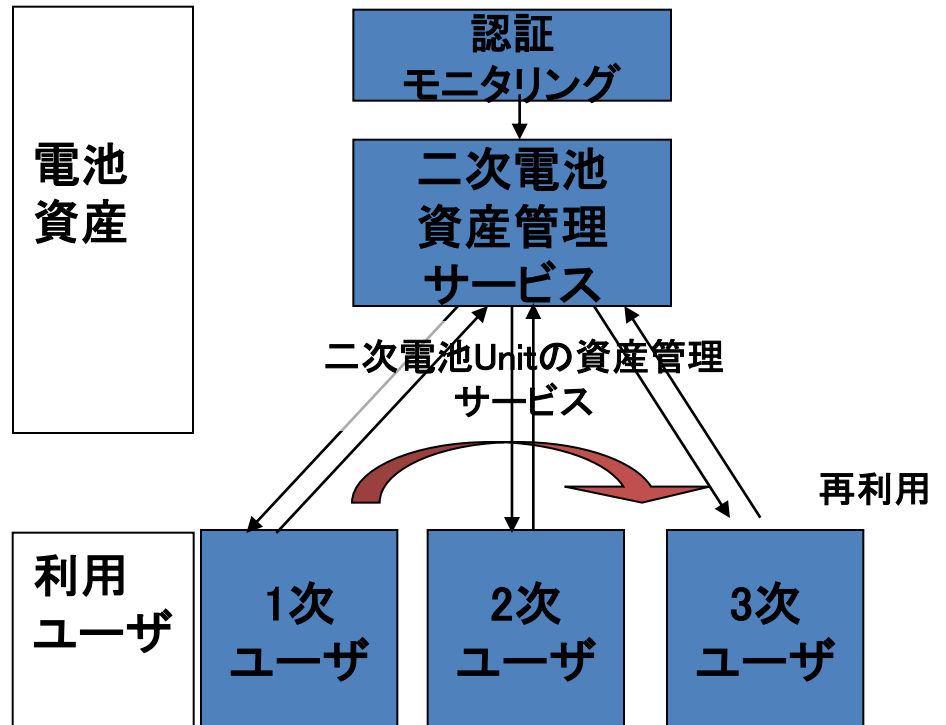 認証
モニタリング
電池
資産
二次電池
資産管理
サービス
二次電池Unitの資産管理
サービス
再利用
利用
ユーザ
1次
ユーザ
2次
ユーザ
3次
ユーザ